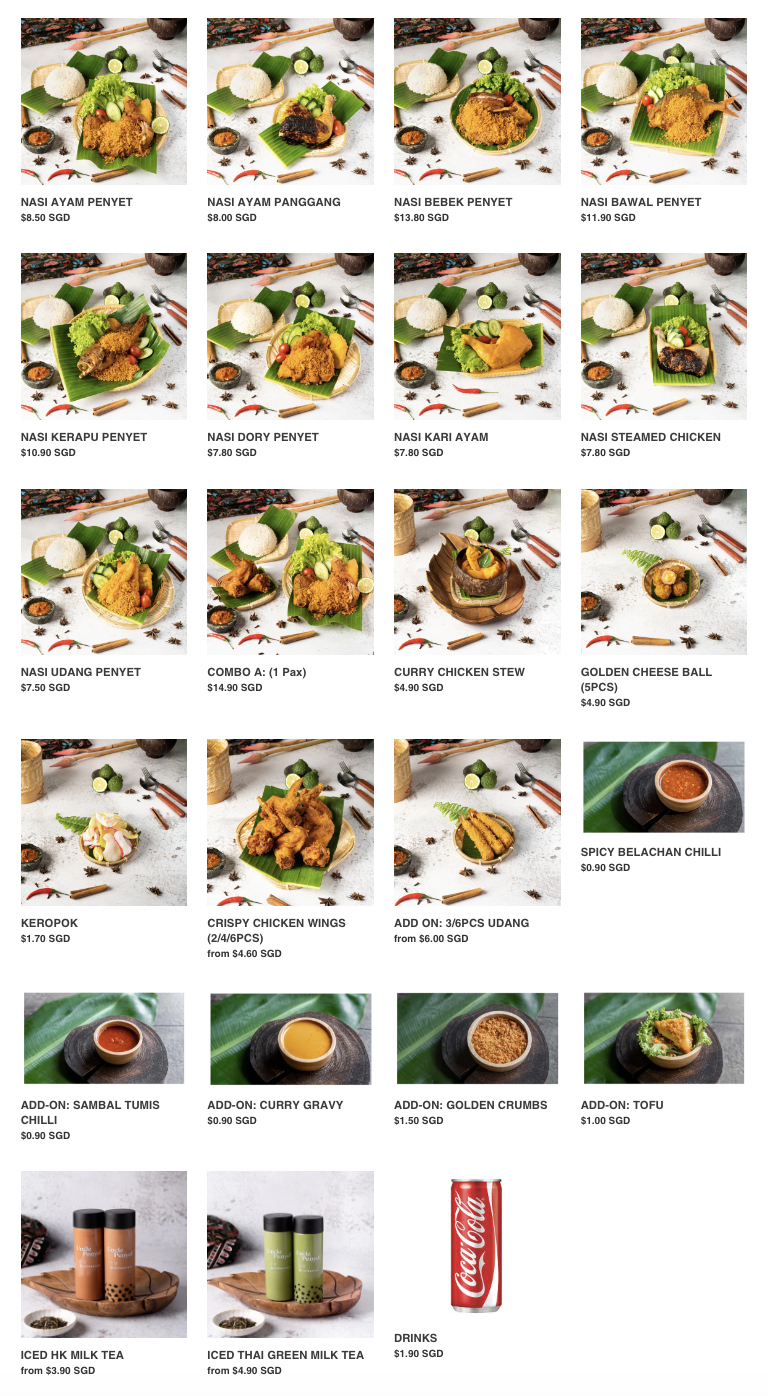 NASI AYAM PENYET
$8.50 SGD
NASI AYAM PANGGANG
$8.00 SGD
NASI BEBEK PENYET
$13.80 SGD
NASI BAWAL PENYET
$11.90 SGD
NASI KERAPU PENYET
$10.90 SGD
NASI DORY PENYET
$7.80 SGD
NASI KARI AYAM
$7.80 SGD
NASI STEAMED CHICKEN
$7.80 SGD
NASI UDANG PENYET
$7.50 SGD
COMBO A: (1 Pax)
$14.90 SGD
CURRY CHICKEN STEW
$4.90 SGD
GOLDEN CHEESE BALL
(5PCS)
$4.90 SGD
KEROPOK
$1.70 SGD
CRISPY CHICKEN WINGS
(2/4/6PCS)
from $4.60 SGD
ADD ON: 3/6PCS UDANG
from $6.00 SGD
SPICY BELACHAN CHILLI
$0.90 SGD
ADD-ON: SAMBAL TUMIS
CHILLI
$0.90 SGD
ADD-ON: CURRY GRAVY
$0.90 SGD
ADD-ON: GOLDEN CRUMBS
$1.50 SGD
ADD-ON: TOFU
$1.00 SGD
ICED HK MILK TEA
from $3.90 SGD
ICED THAI GREEN MILK TEA
from $4.90 SGD
Coca-Cola
DRINKS
$1.90 SGD